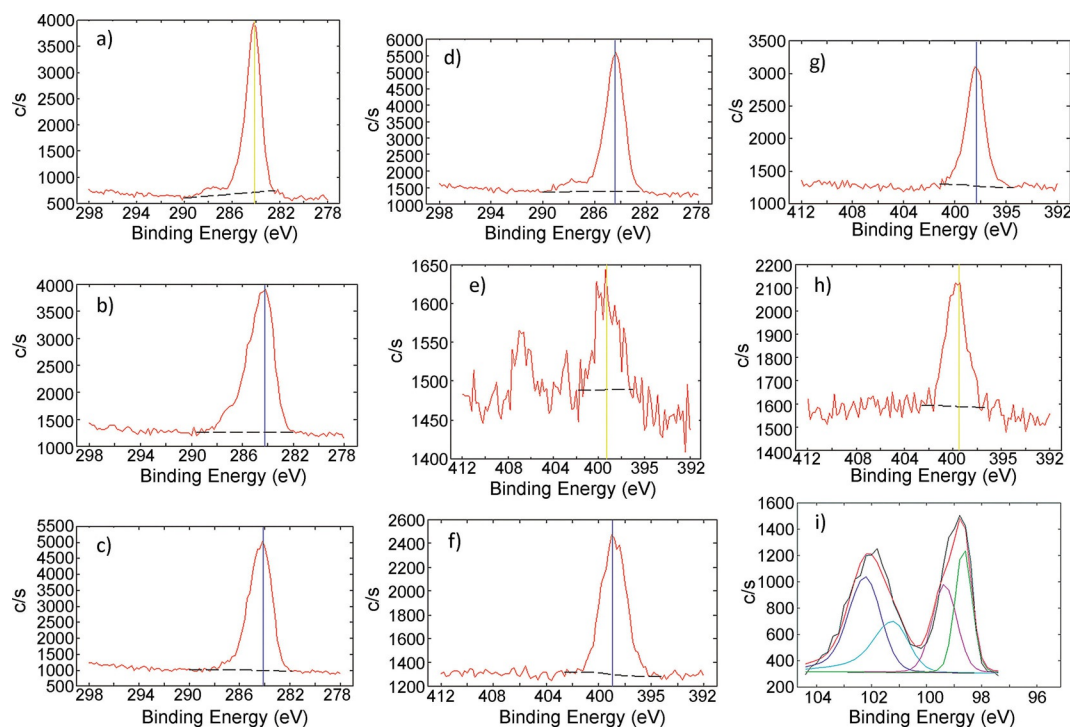 a)
c/s
4000
3500
3000
2500
2000
1500
1000
500
298 294 290 286 282 278
Binding Energy (eV)
d)
c/s
6000
5500
5000
4500
4000
3500
3000
2500
2000
1500
1000
298 294 290 286 282 278
Binding Energy (eV)
g)
c/s
3500
3000
2500
2000
1500
1000
412 408 404 400 395 392
Binding Energy (eV)
b)
c/s
4000
3500
3000
2500
2000
1500
1000
298 294 290 286 282 278
Binding Energy (eV)
e)
c/s
1650
1600
1550
1500
1450
1400
412 408 404 400 395 392
Binding Energy (eV)
h)
c/s
2200
2100
2000
1900
1800
1700
1600
1500
1400
412 408 404 400 395 392
Binding Energy (eV)
c)
c/s
5500
5000
4500
4000
3500
3000
2500
2000
1500
1000
500
298 294 290 286 282 278
Binding Energy (eV)
f)
c/s
2600
2400
2200
2000
1800
1600
1400
1200
412 408 404 400 395 392
Binding Energy (eV)
i)
c/s
1600
1400
1200
1000
800
600
400
200
104 102 100 98 96
Binding Energy (eV)